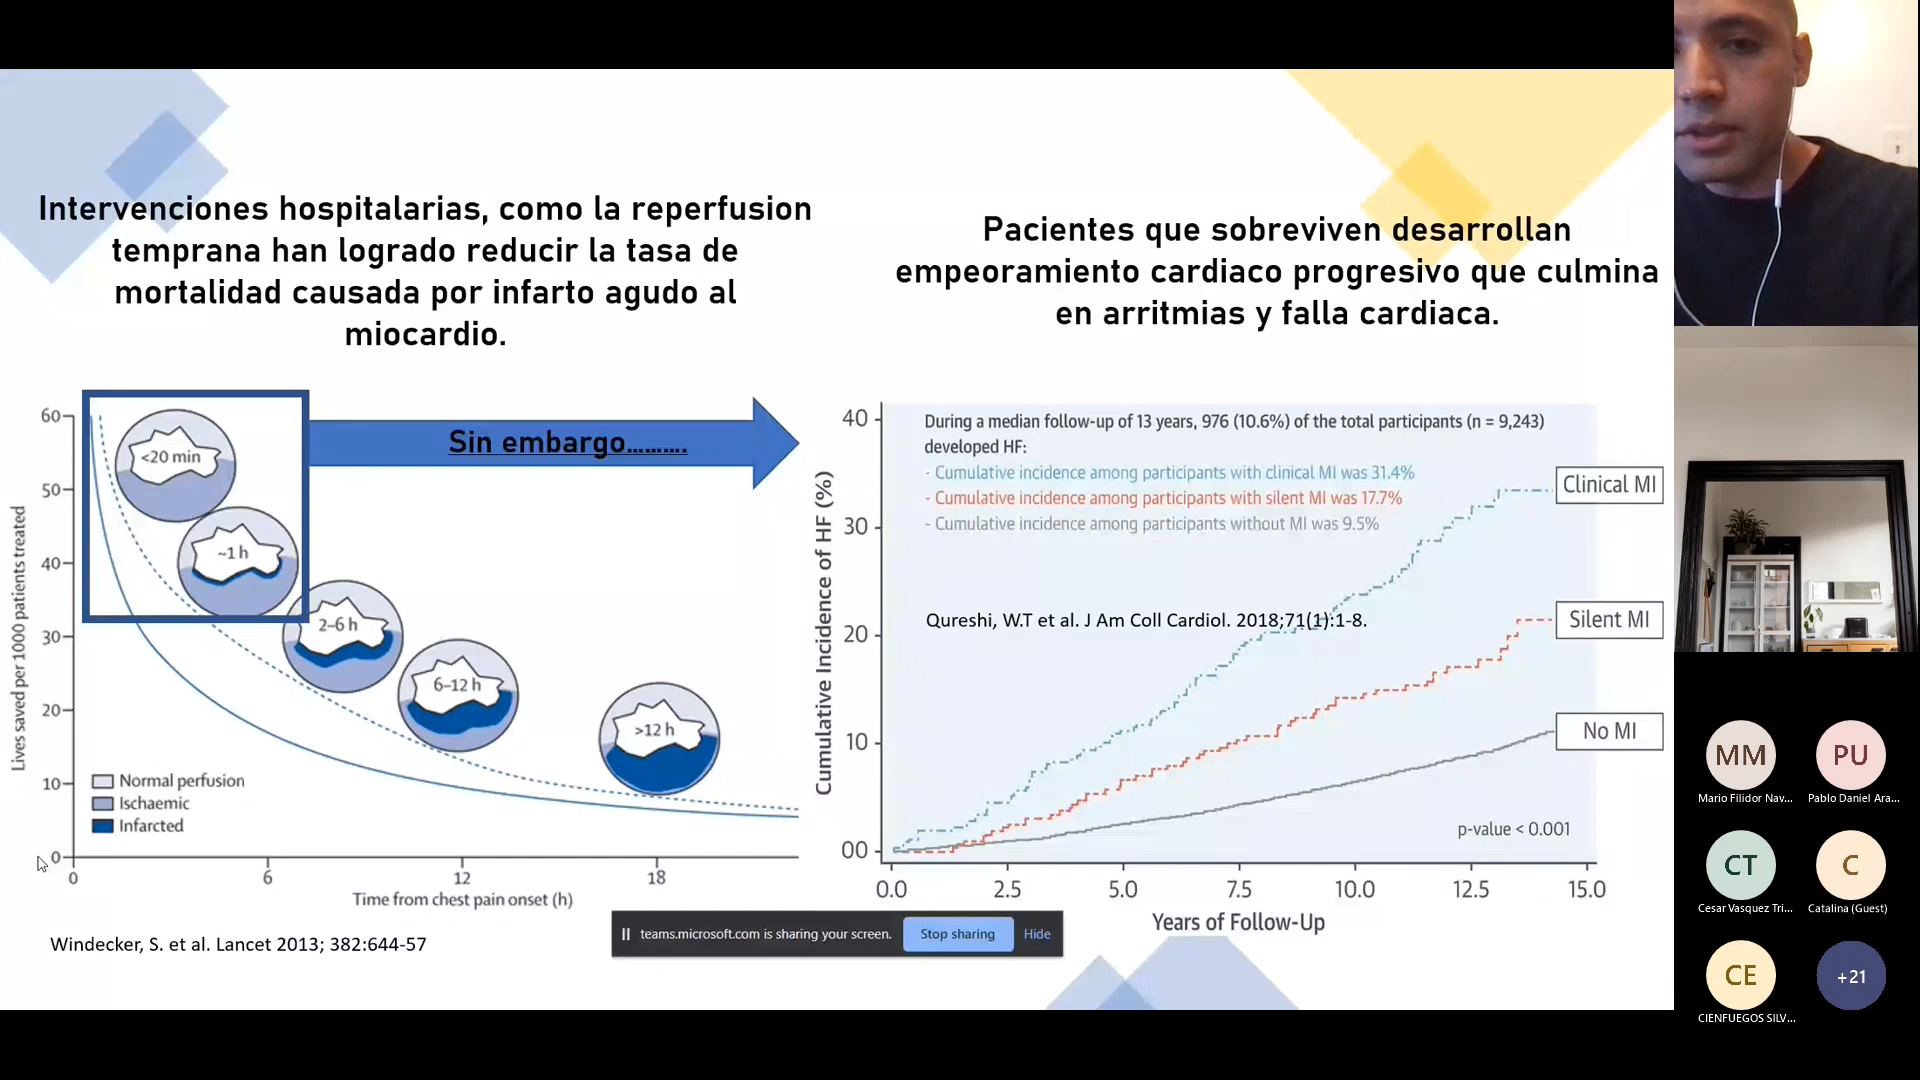 Intervenciones hospitalarias, como la reperfusion
temprana han logrado reducir la tasa de
mortalidad causada por infarto agudo al
miocardio.
Pacientes que sobreviven desarrollan
empeoramiento cardiaco progresivo que culmina
en arritmias y falla cardiaca.
Sin embargo..........
Lives saved per 1000 patients treated
60
50
40
30
20
10
0
<20 min
~1 h
2–6 h
6–12 h
>12 h
Normal perfusion
Ischaemic
Infarcted
0
6
12
18
Time from chest pain onset (h)
Windecker, S. et al. Lancet 2013; 382:644-57
Cumulative Incidence of HF (%)
40
30
20
10
00
During a median follow-up of 13 years, 976 (10.6%) of the total participants (n = 9,243)
developed HF:
- Cumulative incidence among participants with clinical MI was 31.4%
- Cumulative incidence among participants with silent MI was 17.7%
- Cumulative incidence among participants without MI was 9.5%
Qureshi, W.T et al. J Am Coll Cardiol. 2018;71(1):1-8.
Clinical MI
Silent MI
No MI
p-value < 0.001
0.0
2.5
5.0
7.5
10.0
12.5
15.0
Years of Follow-Up
teams.microsoft.com is sharing your screen.
Stop sharing
Hide
MM
Mario Filidor Nav...
PU
Pablo Daniel Ara...
CT
Cesar Vasquez Tri...
C
Catalina (Guest)
CE
CIENFUEGOS SILV...
+21